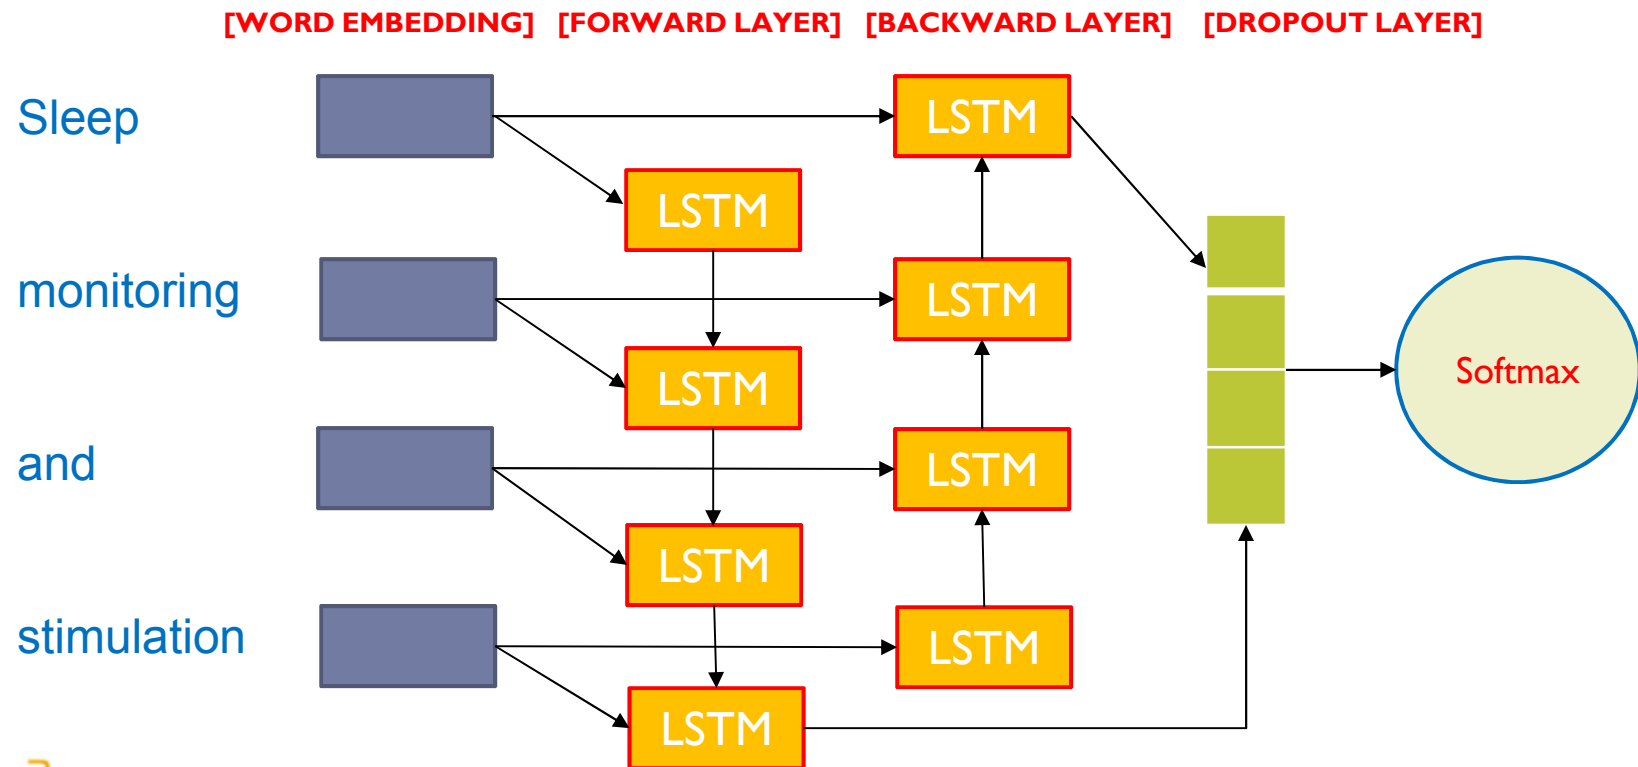 [WORD EMBEDDING] [FORWARD LAYER] [BACKWARD LAYER] [DROPOUT LAYER]
Sleep
LSTM
LSTM
monitoring
LSTM
Softmax
LSTM
and
LSTM
LSTM
stimulation
LSTM
LSTM